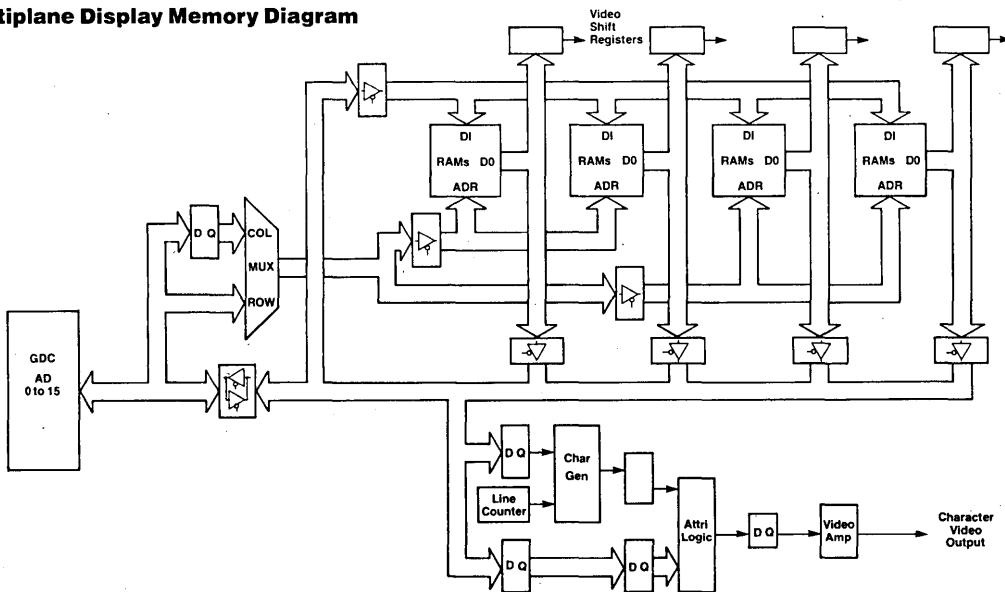 tiplane Display Memory Diagram
Video
Shift
Registers
DI
RAMs D0
ADR
DI
RAMs D0
ADR
DI
RAMs D0
ADR
DI
RAMs D0
ADR
D Q
COL
MUX
ROW
GDC
AD
0 to 15
D Q
Char
Gen
Line
Counter
Attri
Logic
D Q
Video
Amp
Character
Video
Output
D Q
D Q